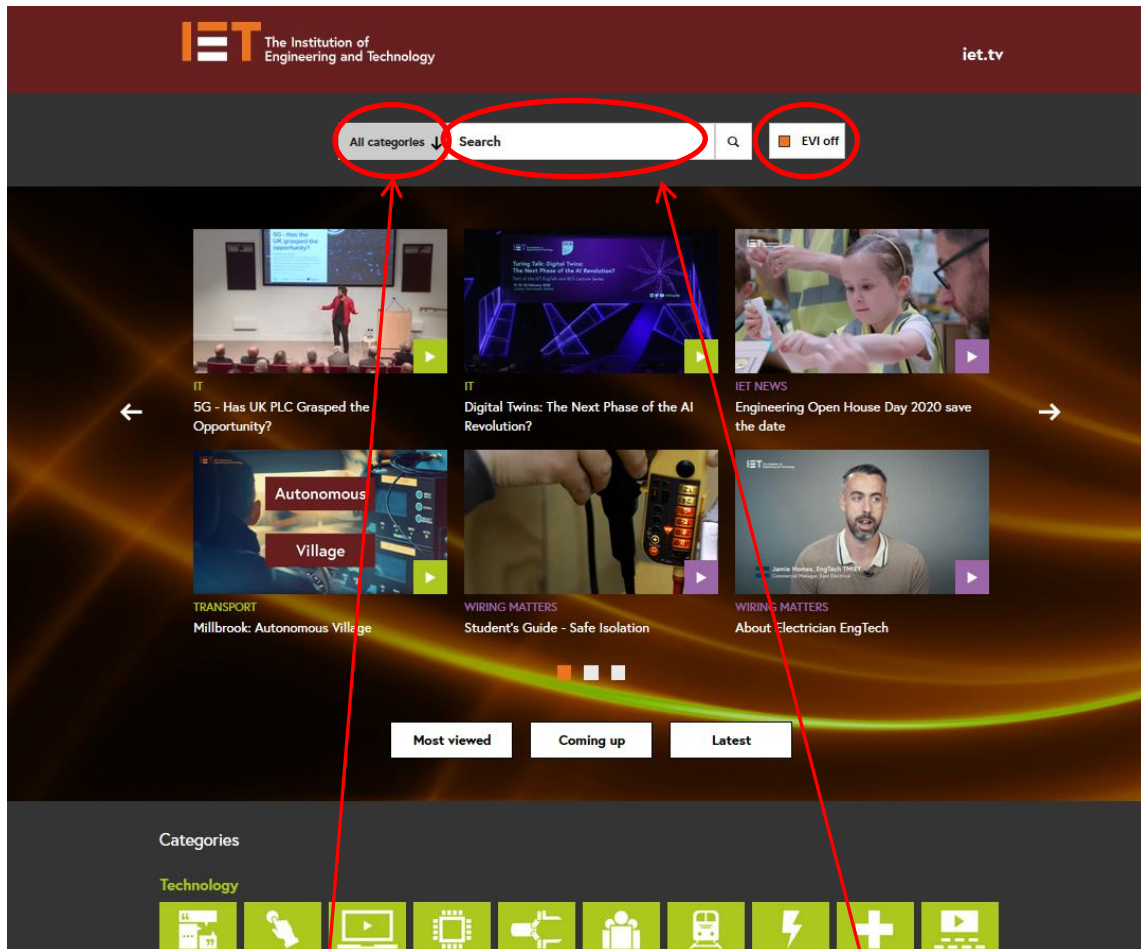 IET The Institution of
Engineering and Technology
iet.tv
All categories
Search
EVI off
5G - Has the
UK grasped the
opportunity?
Turing Talk: Digital Twins:
The Next Phase of the AI Revolution?
IT
5G - Has UK PLC Grasped the
Opportunity?
IT
Digital Twins: The Next Phase of the AI
Revolution?
IET NEWS
Engineering Open House Day 2020 save
the date
Autonomous
Village
Jamie Homes, EngTech TMIET
TRANSPORT
Millbrook: Autonomous Village
WIRING MATTERS
Student's Guide - Safe Isolation
WIRING MATTERS
About Electrician EngTech
Most viewed
Coming up
Latest
Categories
Technology